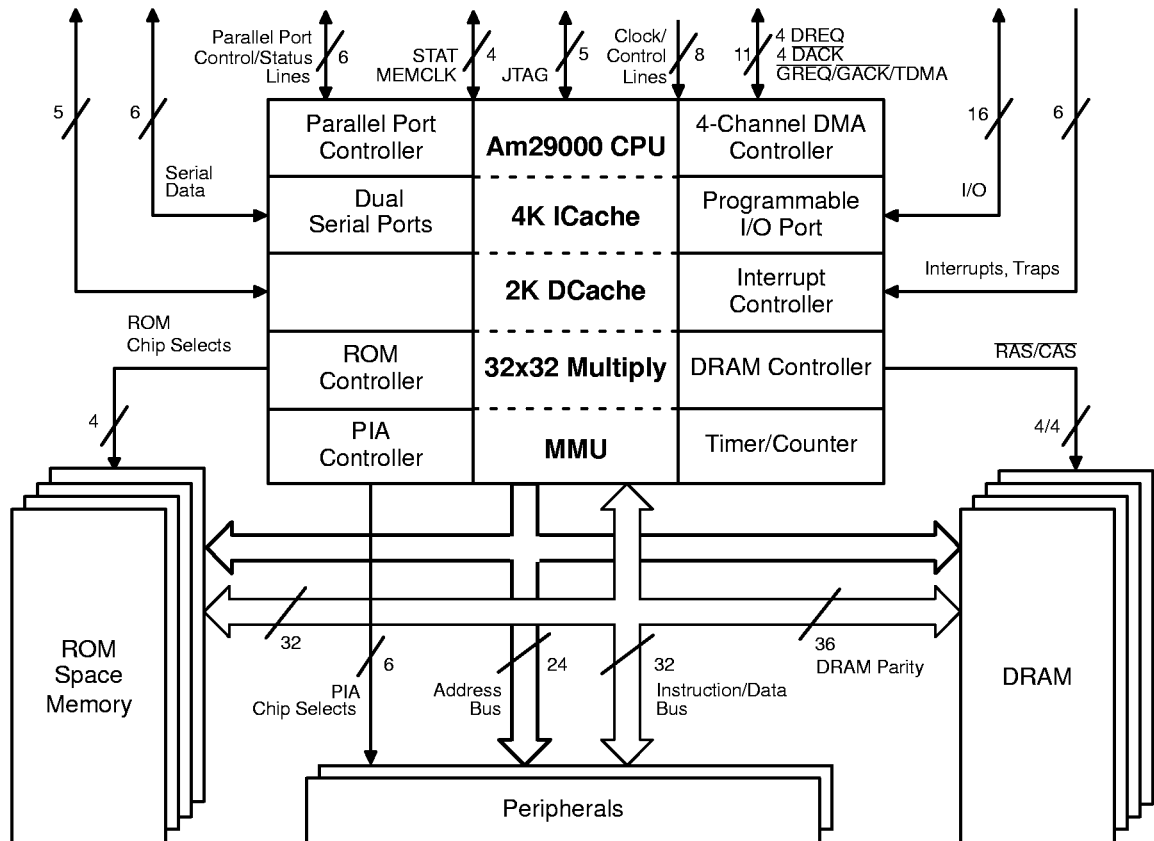 Parallel Port
Control/Status
Lines
6
STAT
MEMCLK
4
JTAG
5
Clock/
Control
Lines
8
11
4 DREQ
4 DACK
GREQ/GACK/TDMA
5
6
16
6
Serial
Data
I/O
Interrupts, Traps
Parallel Port
Controller
Am29000 CPU
4-Channel DMA
Controller
Dual
Serial Ports
4K ICache
Programmable
I/O Port
2K DCache
Interrupt
Controller
ROM
Chip Selects
ROM
Controller
32x32 Multiply
DRAM Controller
RAS/CAS
4
4/4
PIA
Controller
MMU
Timer/Counter
32
36
DRAM Parity
6
PIA
Chip Selects
24
Address
Bus
32
Instruction/Data
Bus
ROM
Space
Memory
DRAM
Peripherals